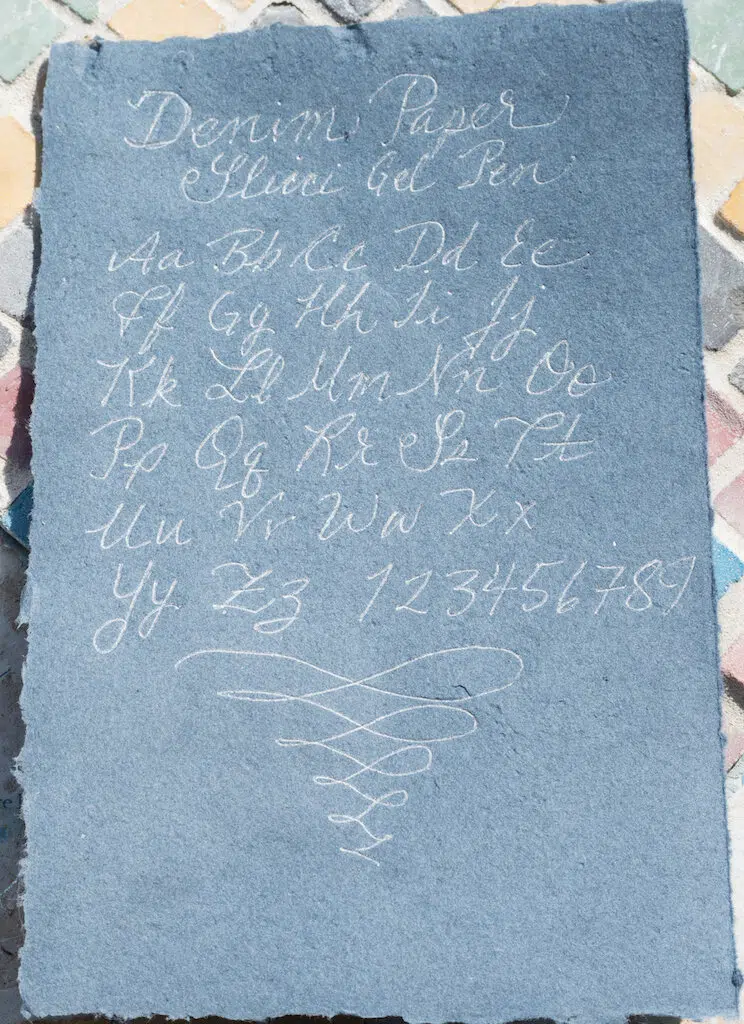 Denim Paper
Slicci Gel Pen
Aa Bb Cc Dd Ee
Ff Gg Hh Ii Jj
Kk Ll Mm Nn Oo
Pp Qq Rr Ss Tt
Uu Vv Ww Xx
Yy Zz 123456789